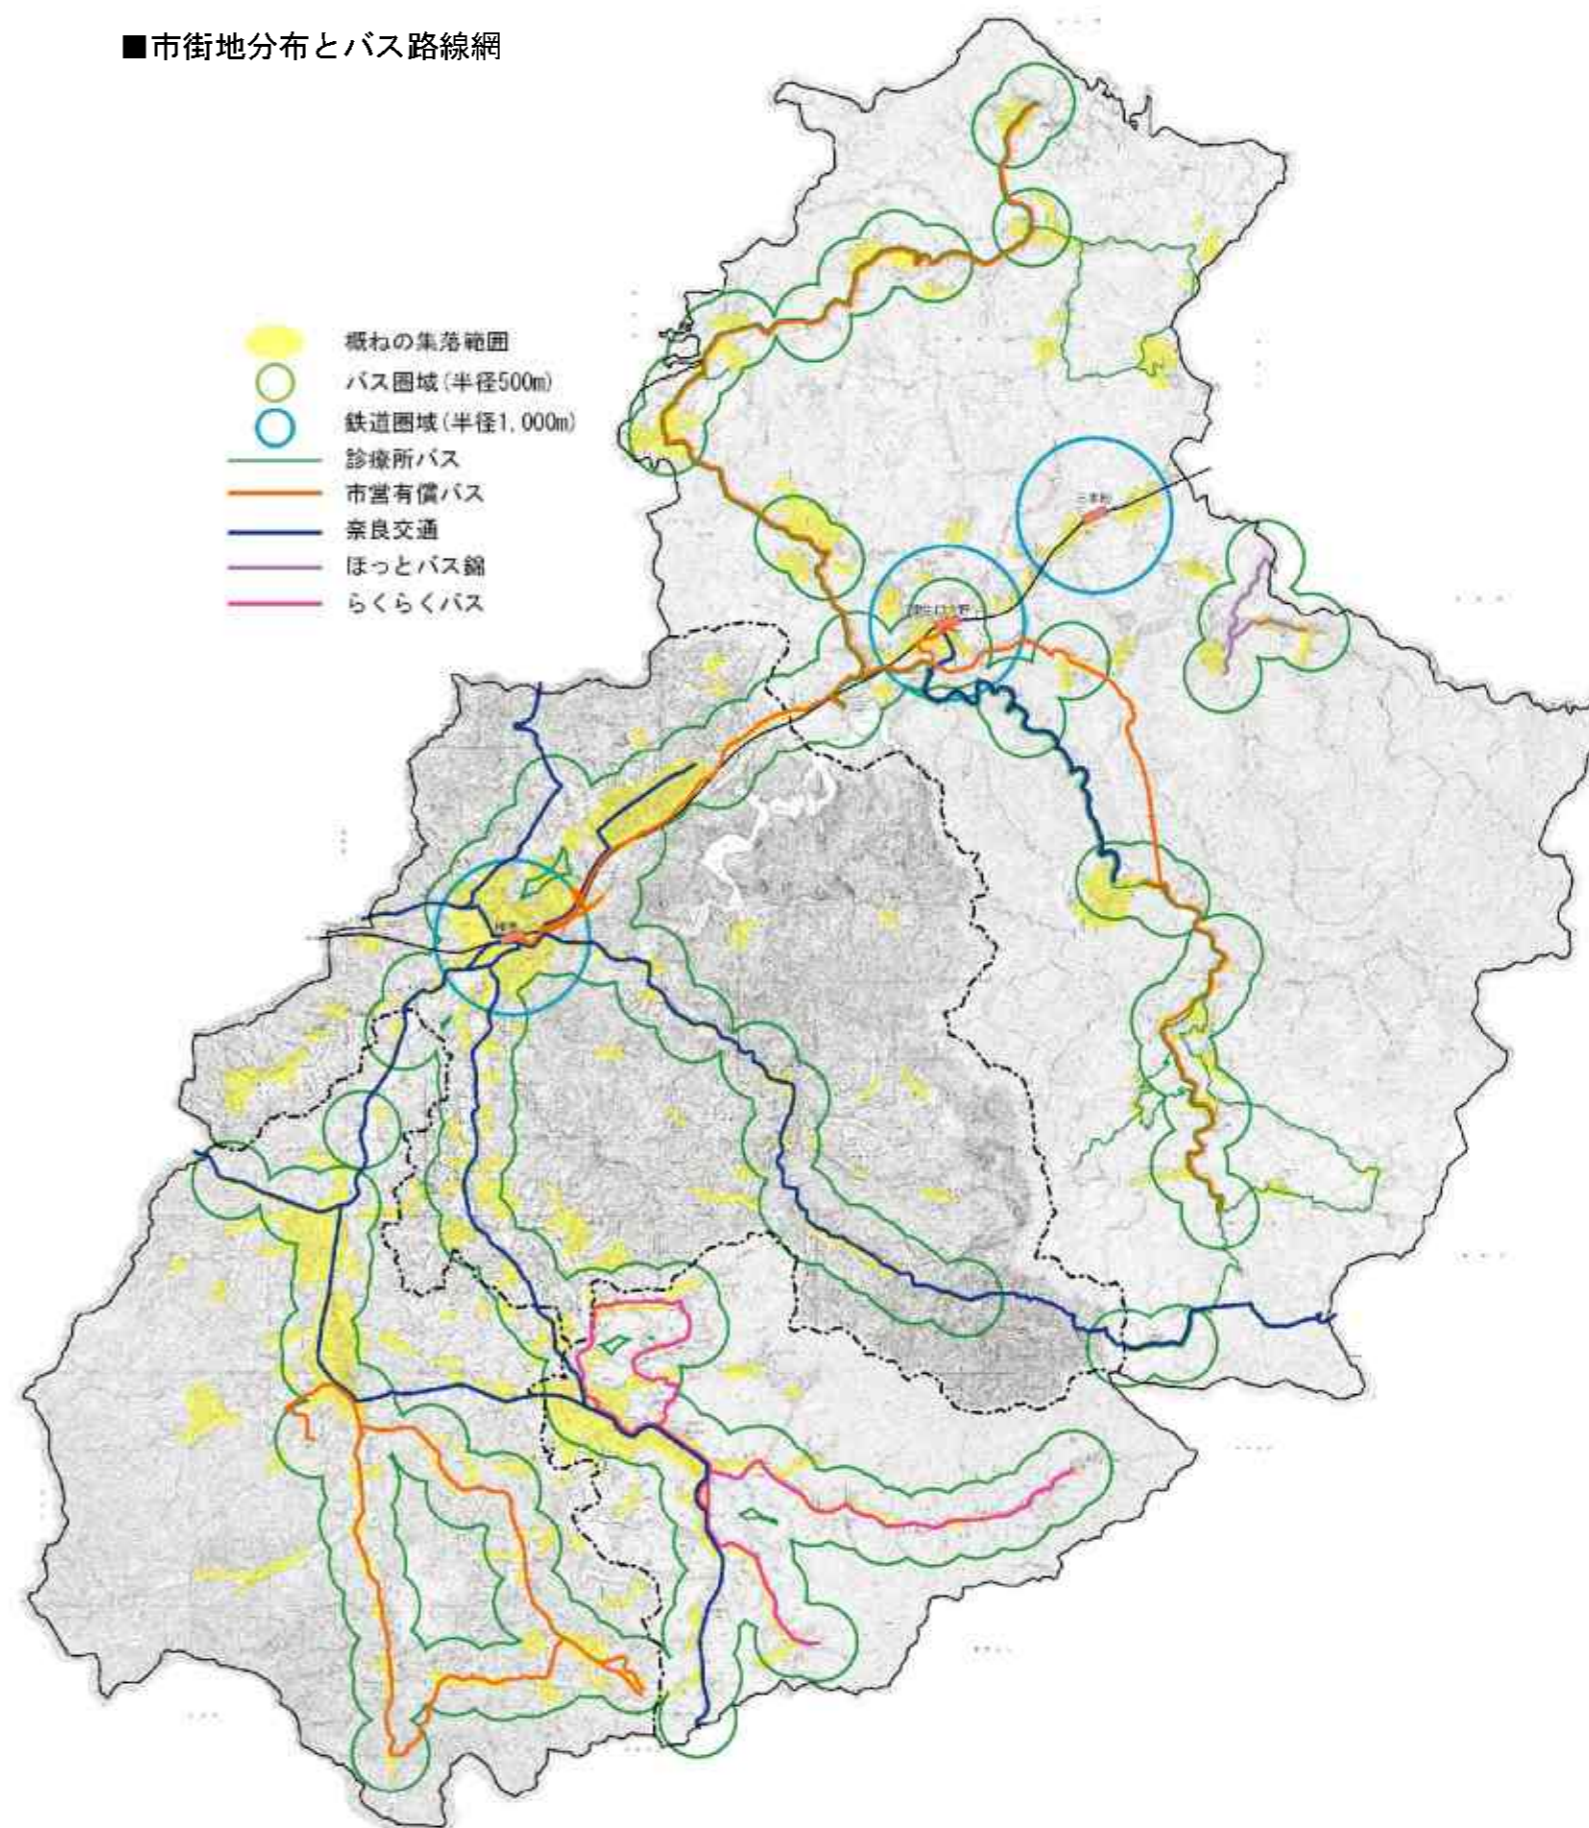 ■市街地分布とバス路線網
概ねの集落範囲
バス圏域(半径500m)
鉄道圏域(半径1,000m)
診療所バス
市営有償バス
奈良交通
ほっとバス錦
らくらくバス
三本松